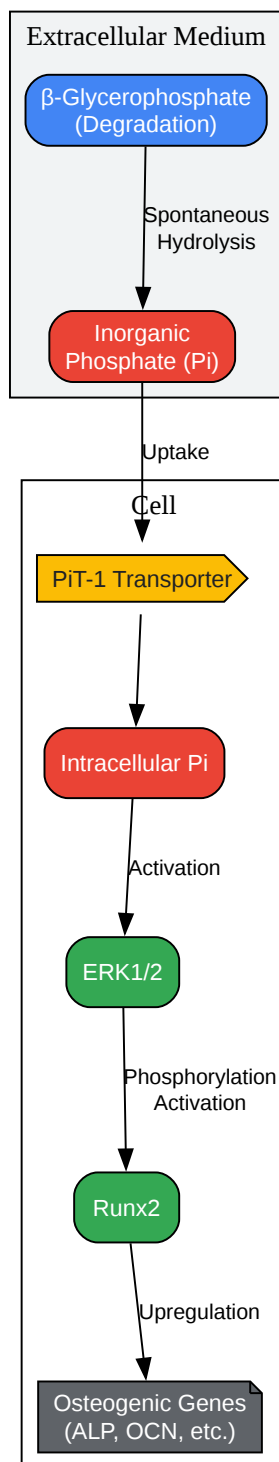 Extracellular Medium
β-Glycerophosphate
(Degradation)
Spontaneous
Hydrolysis
Inorganic
Phosphate (Pi)
Uptake
Cell
PiT-1 Transporter
Intracellular Pi
Activation
ERK1/2
Phosphorylation
Activation
Runx2
Upregulation
Osteogenic Genes
(ALP, OCN, etc.)